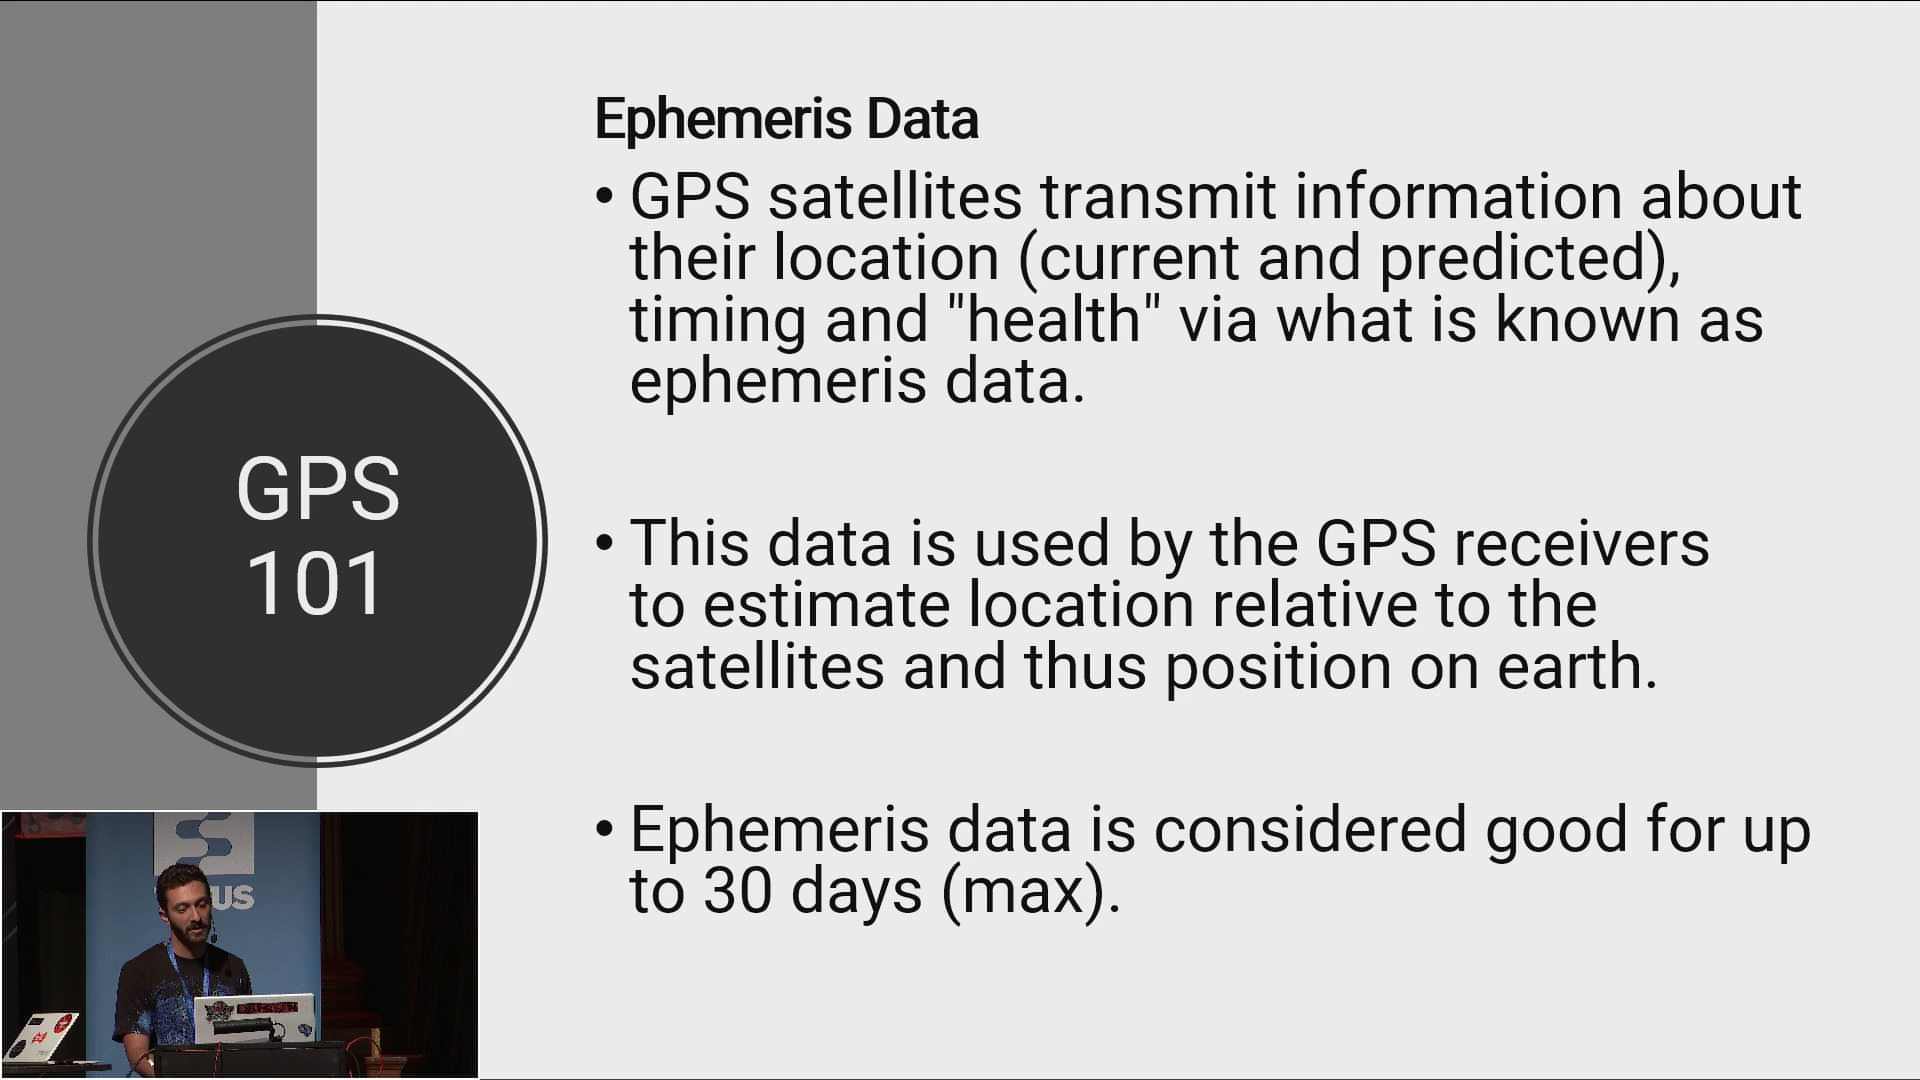 GPS
101
Ephemeris Data
• GPS satellites transmit information about
their location (current and predicted),
timing and "health" via what is known as
ephemeris data.
• This data is used by the GPS receivers
to estimate location relative to the
satellites and thus position on earth.
• Ephemeris data is considered good for up
to 30 days (max).
US